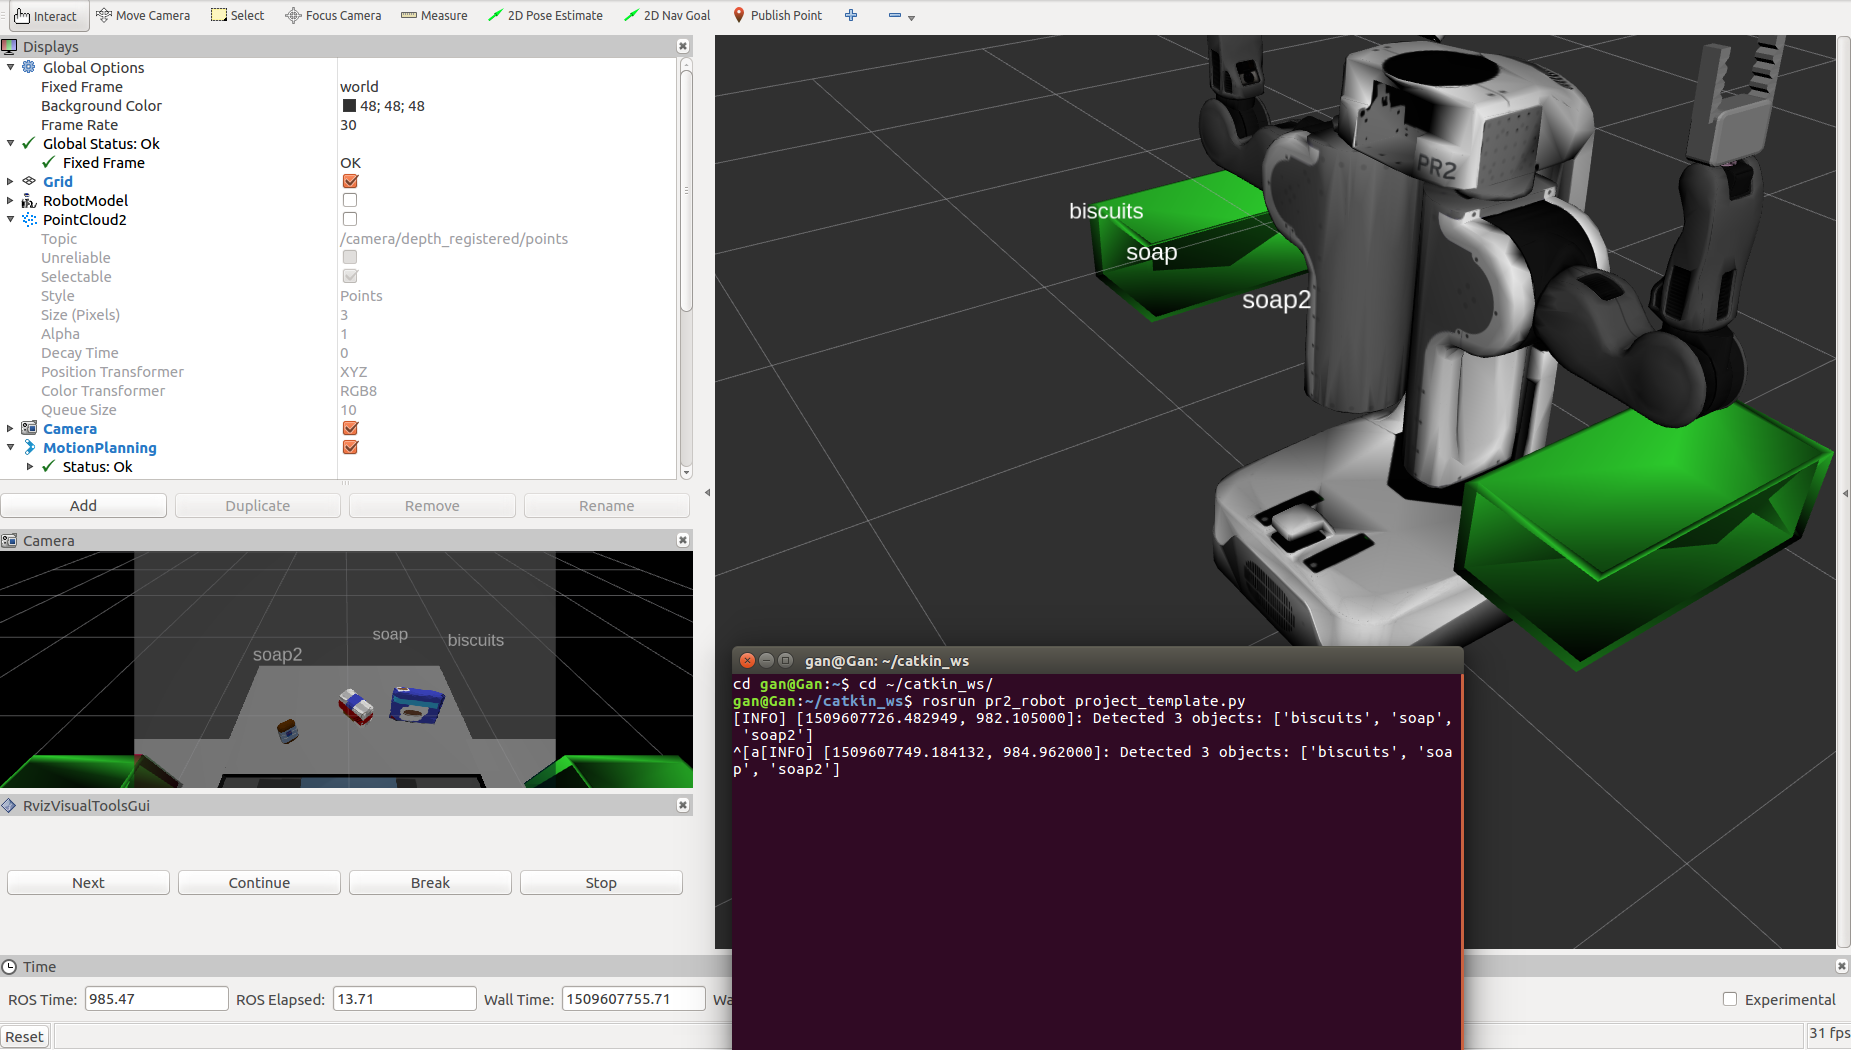 Interact Move Camera Select Focus Camera Measure 2D Pose Estimate 2D Nav Goal Publish Point
Displays
Global Options
Fixed Frame world
Background Color 48; 48; 48
Frame Rate 30
Global Status: Ok
Fixed Frame OK
Grid
RobotModel
PointCloud2
Topic /camera/depth_registered/points
Unreliable
Selectable
Style Points
Size (Pixels) 3
Alpha 1
Decay Time 0
Position Transformer XYZ
Color Transformer RGB8
Queue Size 10
Camera
MotionPlanning
Status: Ok
Add Duplicate Remove Rename
Camera
soap
biscuits
soap2
RvizVisualToolsGui
Next Continue Break Stop
PR2
biscuits
soap
soap2
gan@Gan: ~/catkin_ws
cd gan@Gan:~$ cd ~/catkin_ws/
gan@Gan:~/catkin_ws$ rosrun pr2_robot project_template.py
[INFO] [1509607726.482949, 982.105000]: Detected 3 objects: ['biscuits', 'soap',
'soap2']
^[a[INFO] [1509607749.184132, 984.962000]: Detected 3 objects: ['biscuits', 'soa
p', 'soap2']
Time
ROS Time: 985.47 ROS Elapsed: 13.71 Wall Time: 1509607755.71 Wa
Experimental
Reset
31 fps